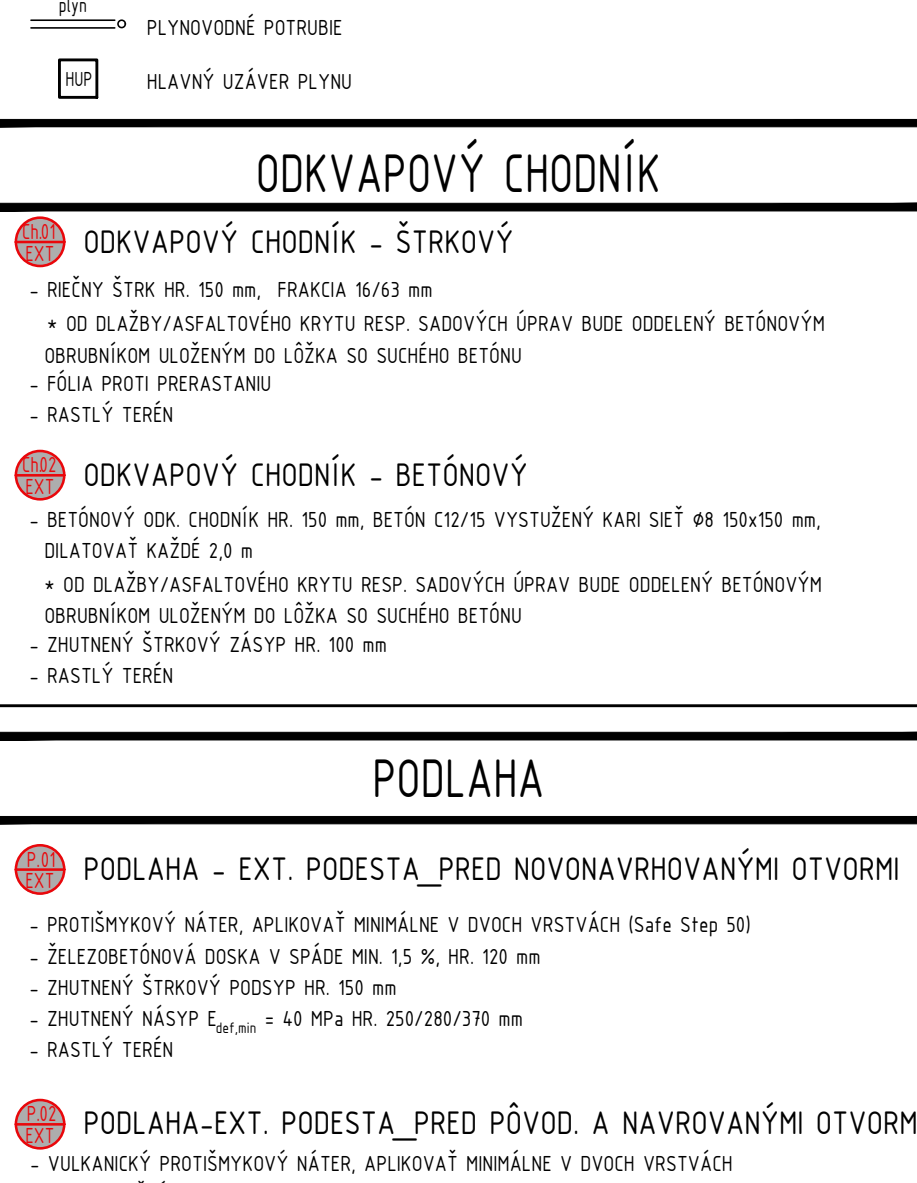 plyn
PLYNOVODNÉ POTRUBIE
HUP
HLAVNÝ UZÁVER PLYNU
ODKVAPOVÝ CHODNÍK
Ch.01
EXT
ODKVAPOVÝ CHODNÍK - ŠTRKOVÝ
- RIEČNY ŠTRK HR. 150 mm, FRAKCIA 16/63 mm
* OD DLAŽBY/ASFALTOVÉHO KRYTU RESP. SADOVÝCH ÚPRAV BUDE ODDELENÝ BETÓNOVÝM
OBRUBNÍKOM ULOŽENÝM DO LÔŽKA SO SUCHÉHO BETÓNU
- FÓLIA PROTI PRERASTANIU
- RASTLÝ TERÉN
Ch.02
EXT
ODKVAPOVÝ CHODNÍK - BETÓNOVÝ
- BETÓNOVÝ ODK. CHODNÍK HR. 150 mm, BETÓN C12/15 VYSTUŽENÝ KARI SIEŤ ø8 150x150 mm,
DILATOVAŤ KAŽDÉ 2,0 m
* OD DLAŽBY/ASFALTOVÉHO KRYTU RESP. SADOVÝCH ÚPRAV BUDE ODDELENÝ BETÓNOVÝM
OBRUBNÍKOM ULOŽENÝM DO LÔŽKA SO SUCHÉHO BETÓNU
- ZHUTNENÝ ŠTRKOVÝ ZÁSYP HR. 100 mm
- RASTLÝ TERÉN
PODLAHA
P.01
EXT
PODLAHA - EXT. PODESTA_PRED NOVONAVRHOVANÝMI OTVORMI
- PROTIŠMYKOVÝ NÁTER, APLIKOVAŤ MINIMÁLNE V DVOCH VRSTVÁCH (Safe Step 50)
- ŽELEZOBETÓNOVÁ DOSKA V SPÁDE MIN. 1,5 %, HR. 120 mm
- ZHUTNENÝ ŠTRKOVÝ PODSYP HR. 150 mm
- ZHUTNENÝ NÁSYP Edef,min = 40 MPa HR. 250/280/370 mm
- RASTLÝ TERÉN
P.02
EXT
PODLAHA-EXT. PODESTA_PRED PÔVOD. A NAVROVANÝMI OTVORM
- VULKANICKÝ PROTIŠMYKOVÝ NÁTER, APLIKOVAŤ MINIMÁLNE V DVOCH VRSTVÁCH